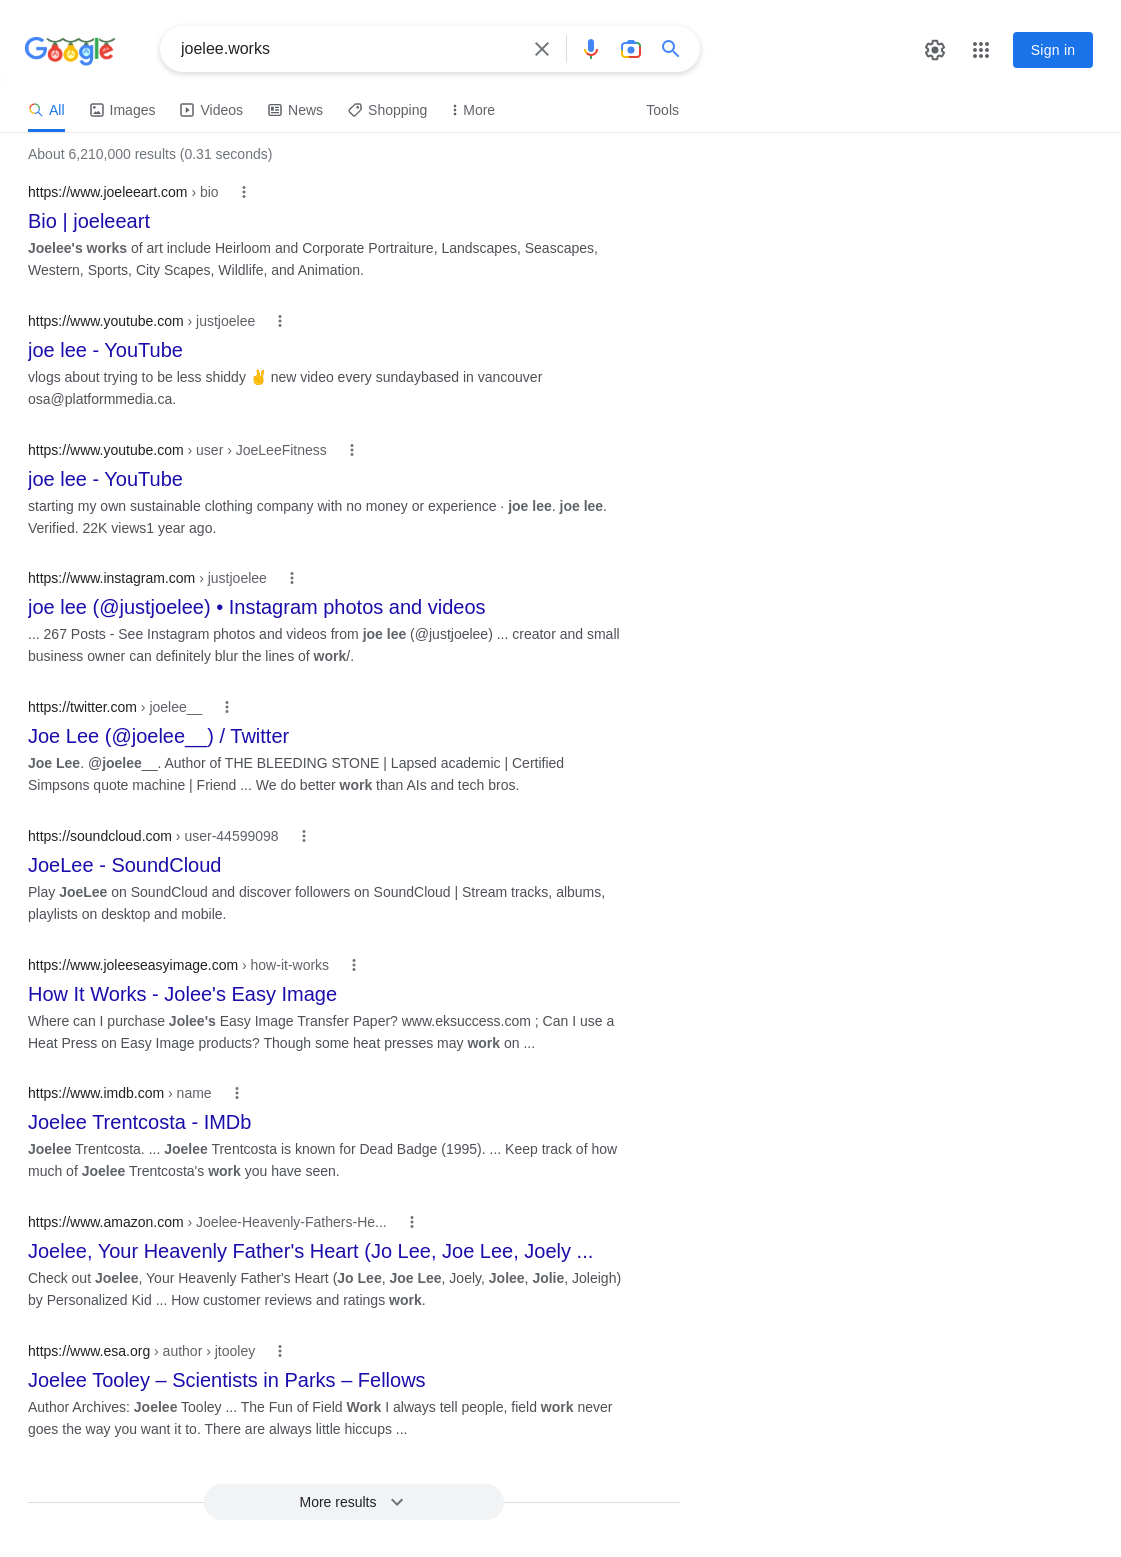 Google
joelee.works
Sign in
All Images Videos News Shopping More Tools
About 6,210,000 results (0.31 seconds)
https://www.joeleeart.com › bio
Bio | joeleeart
Joelee's works of art include Heirloom and Corporate Portraiture, Landscapes, Seascapes,
Western, Sports, City Scapes, Wildlife, and Animation.
https://www.youtube.com › justjoelee
joe lee - YouTube
vlogs about trying to be less shiddy ✌ new video every sundaybased in vancouver
osa@platformmedia.ca.
https://www.youtube.com › user › JoeLeeFitness
joe lee - YouTube
starting my own sustainable clothing company with no money or experience · joe lee. joe lee.
Verified. 22K views1 year ago.
https://www.instagram.com › justjoelee
joe lee (@justjoelee) • Instagram photos and videos
... 267 Posts - See Instagram photos and videos from joe lee (@justjoelee) ... creator and small
business owner can definitely blur the lines of work/.
https://twitter.com › joelee__
Joe Lee (@joelee__) / Twitter
Joe Lee. @joelee__. Author of THE BLEEDING STONE | Lapsed academic | Certified
Simpsons quote machine | Friend ... We do better work than AIs and tech bros.
https://soundcloud.com › user-44599098
JoeLee - SoundCloud
Play JoeLee on SoundCloud and discover followers on SoundCloud | Stream tracks, albums,
playlists on desktop and mobile.
https://www.joleeseasyimage.com › how-it-works
How It Works - Jolee's Easy Image
Where can I purchase Jolee's Easy Image Transfer Paper? www.eksuccess.com ; Can I use a
Heat Press on Easy Image products? Though some heat presses may work on ...
https://www.imdb.com › name
Joelee Trentcosta - IMDb
Joelee Trentcosta. ... Joelee Trentcosta is known for Dead Badge (1995). ... Keep track of how
much of Joelee Trentcosta's work you have seen.
https://www.amazon.com › Joelee-Heavenly-Fathers-He...
Joelee, Your Heavenly Father's Heart (Jo Lee, Joe Lee, Joely ...
Check out Joelee, Your Heavenly Father's Heart (Jo Lee, Joe Lee, Joely, Jolee, Jolie, Joleigh)
by Personalized Kid ... How customer reviews and ratings work.
https://www.esa.org › author › jtooley
Joelee Tooley – Scientists in Parks – Fellows
Author Archives: Joelee Tooley ... The Fun of Field Work I always tell people, field work never
goes the way you want it to. There are always little hiccups ...
More results